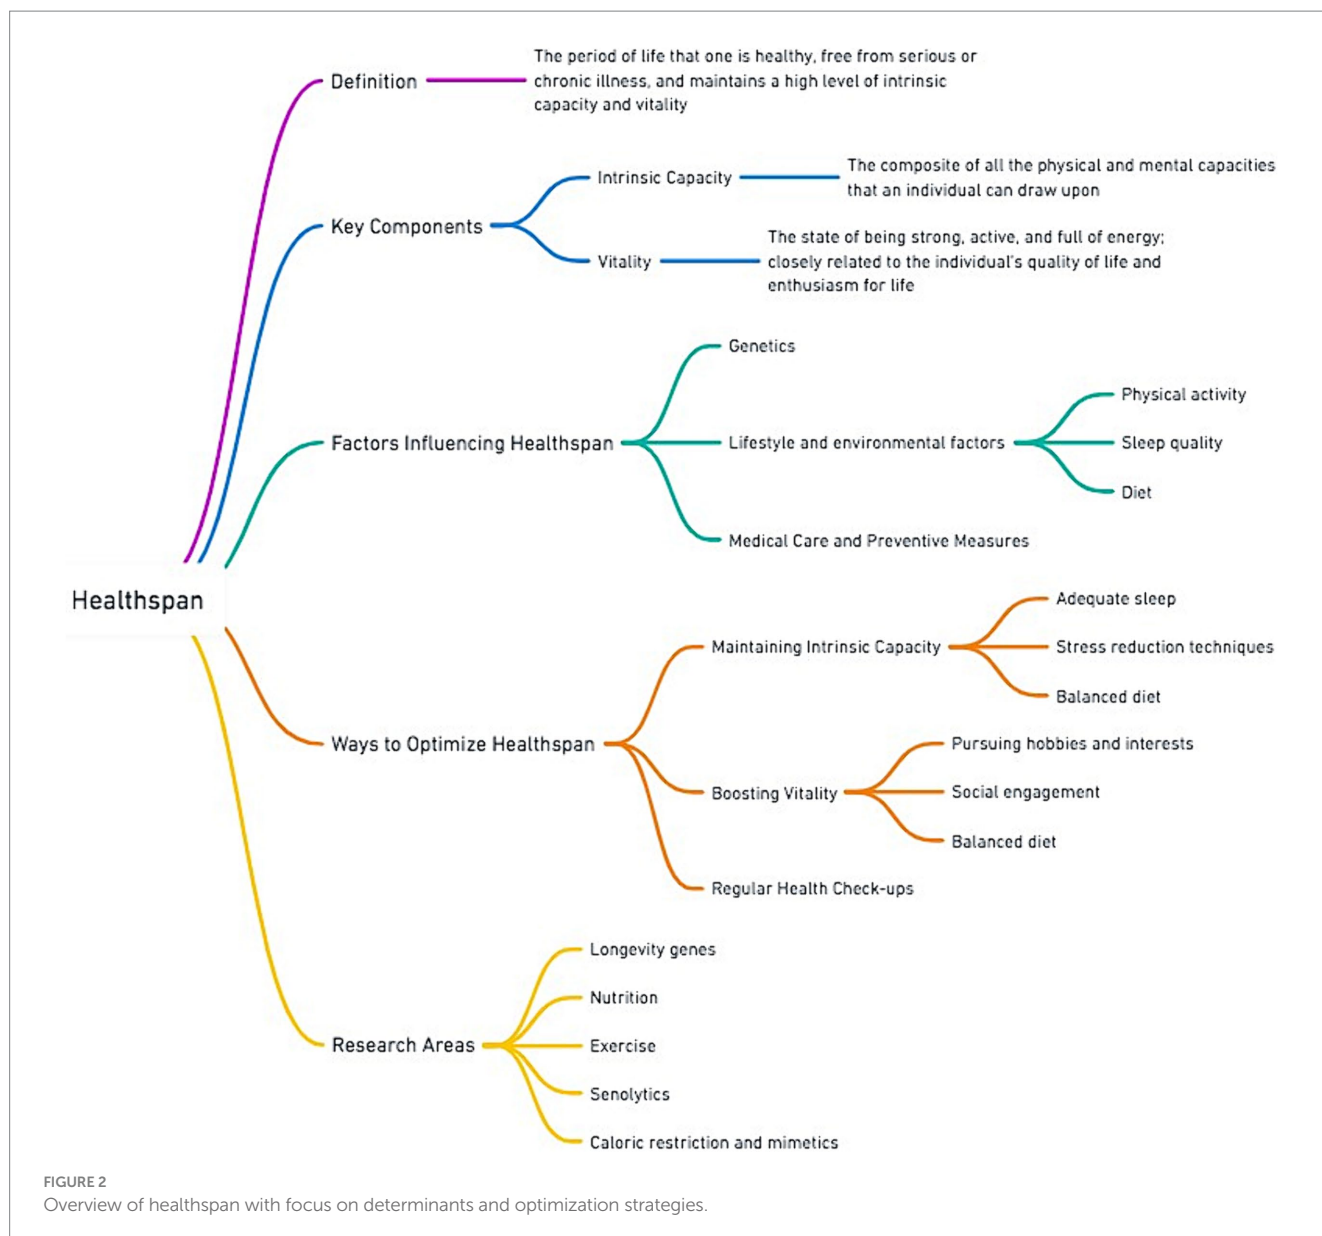 The period of life that one is healthy, free from serious or
Definition
chronic illness, and maintains a high level of intrinsic
capacity and vitality
Key Components
Intrinsic Capacity
The composite of all the physical and mental capacities
that an individual can draw upon
Vitality
The state of being strong, active, and full of energy;
closely related to the individual's quality of life and
enthusiasm for life
Factors Influencing Healthspan
Genetics
Lifestyle and environmental factors
Physical activity
Sleep quality
Diet
Medical Care and Preventive Measures
Healthspan
Ways to Optimize Healthspan
Maintaining Intrinsic Capacity
Adequate sleep
Stress reduction techniques
Balanced diet
Boosting Vitality
Pursuing hobbies and interests
Social engagement
Balanced diet
Regular Health Check-ups
Research Areas
Longevity genes
Nutrition
Exercise
Senolytics
Caloric restriction and mimetics
FIGURE 2
Overview of healthspan with focus on determinants and optimization strategies.